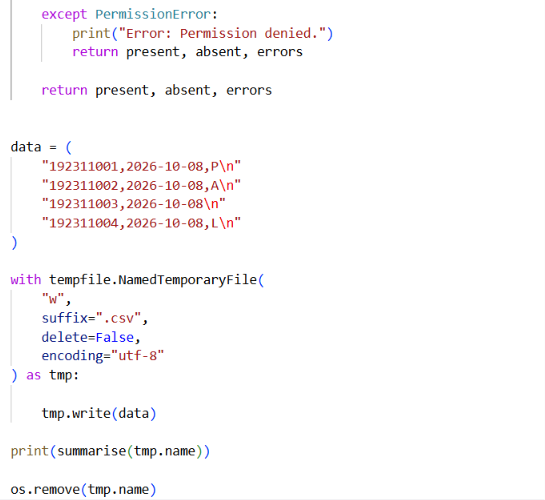 except PermissionError:
print("Error: Permission denied.")
return present, absent, errors
return present, absent, errors
data = (
"192311001,2026-10-08,P\n"
"192311002,2026-10-08,A\n"
"192311003,2026-10-08\n"
"192311004,2026-10-08,L\n"
)
with tempfile.NamedTemporaryFile(
"w",
suffix=".csv",
delete=False,
encoding="utf-8"
) as tmp:
tmp.write(data)
print(summarise(tmp.name))
os.remove(tmp.name)